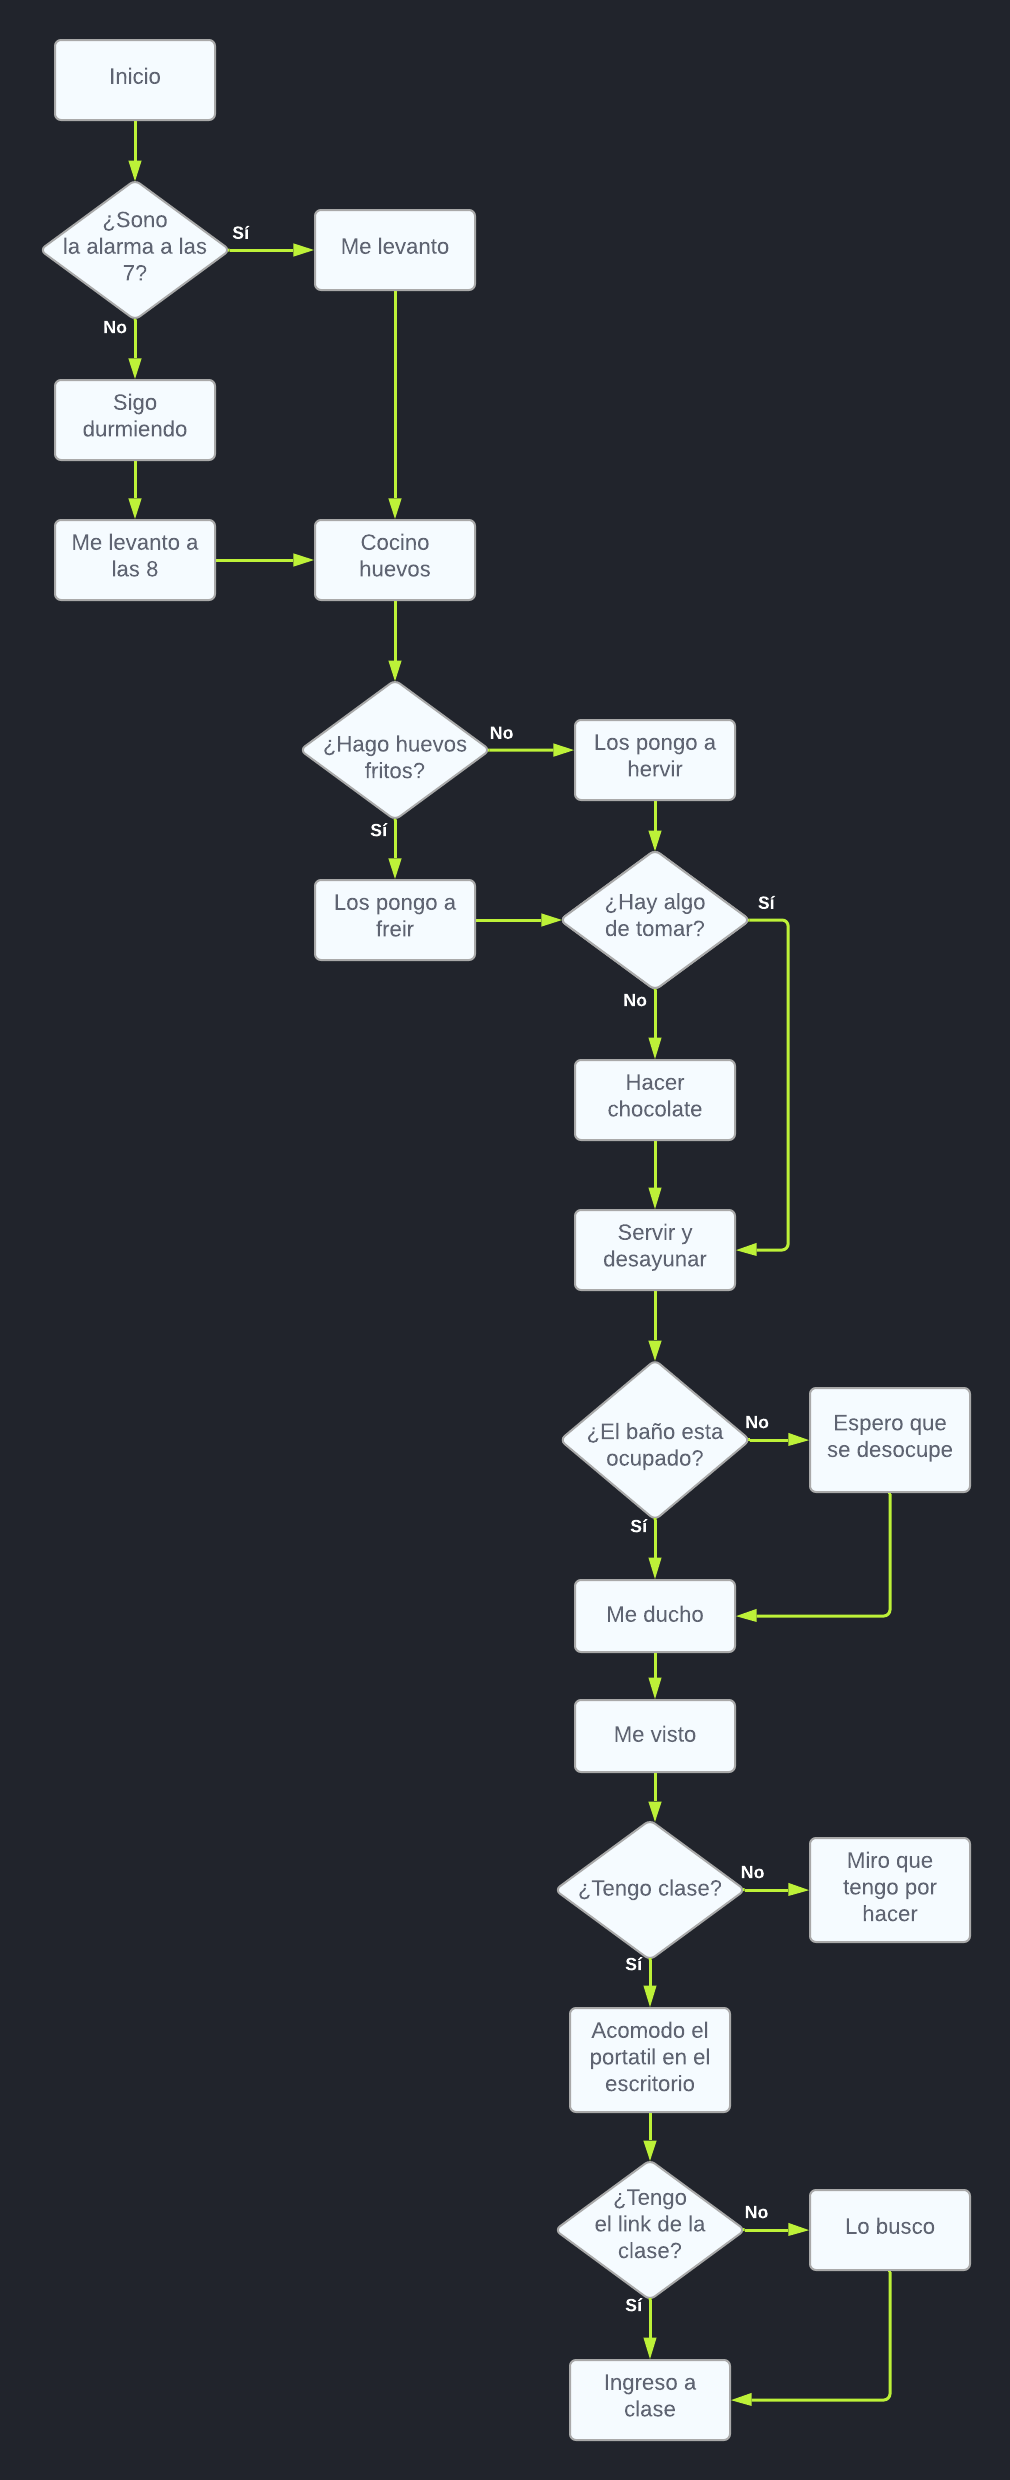 Inicio
¿Sono
la alarma a las
7?
Sí
Me levanto
No
Sigo
durmiendo
Me levanto a
las 8
Cocino
huevos
¿Hago huevos
fritos?
No
Los pongo a
hervir
Sí
Los pongo a
freir
¿Hay algo
de tomar?
Sí
No
Hacer
chocolate
Servir y
desayunar
¿El baño esta
ocupado?
No
Espero que
se desocupe
Sí
Me ducho
Me visto
¿Tengo clase?
No
Miro que
tengo por
hacer
Sí
Acomodo el
portatil en el
escritorio
¿Tengo
el link de la
clase?
No
Lo busco
Sí
Ingreso a
clase